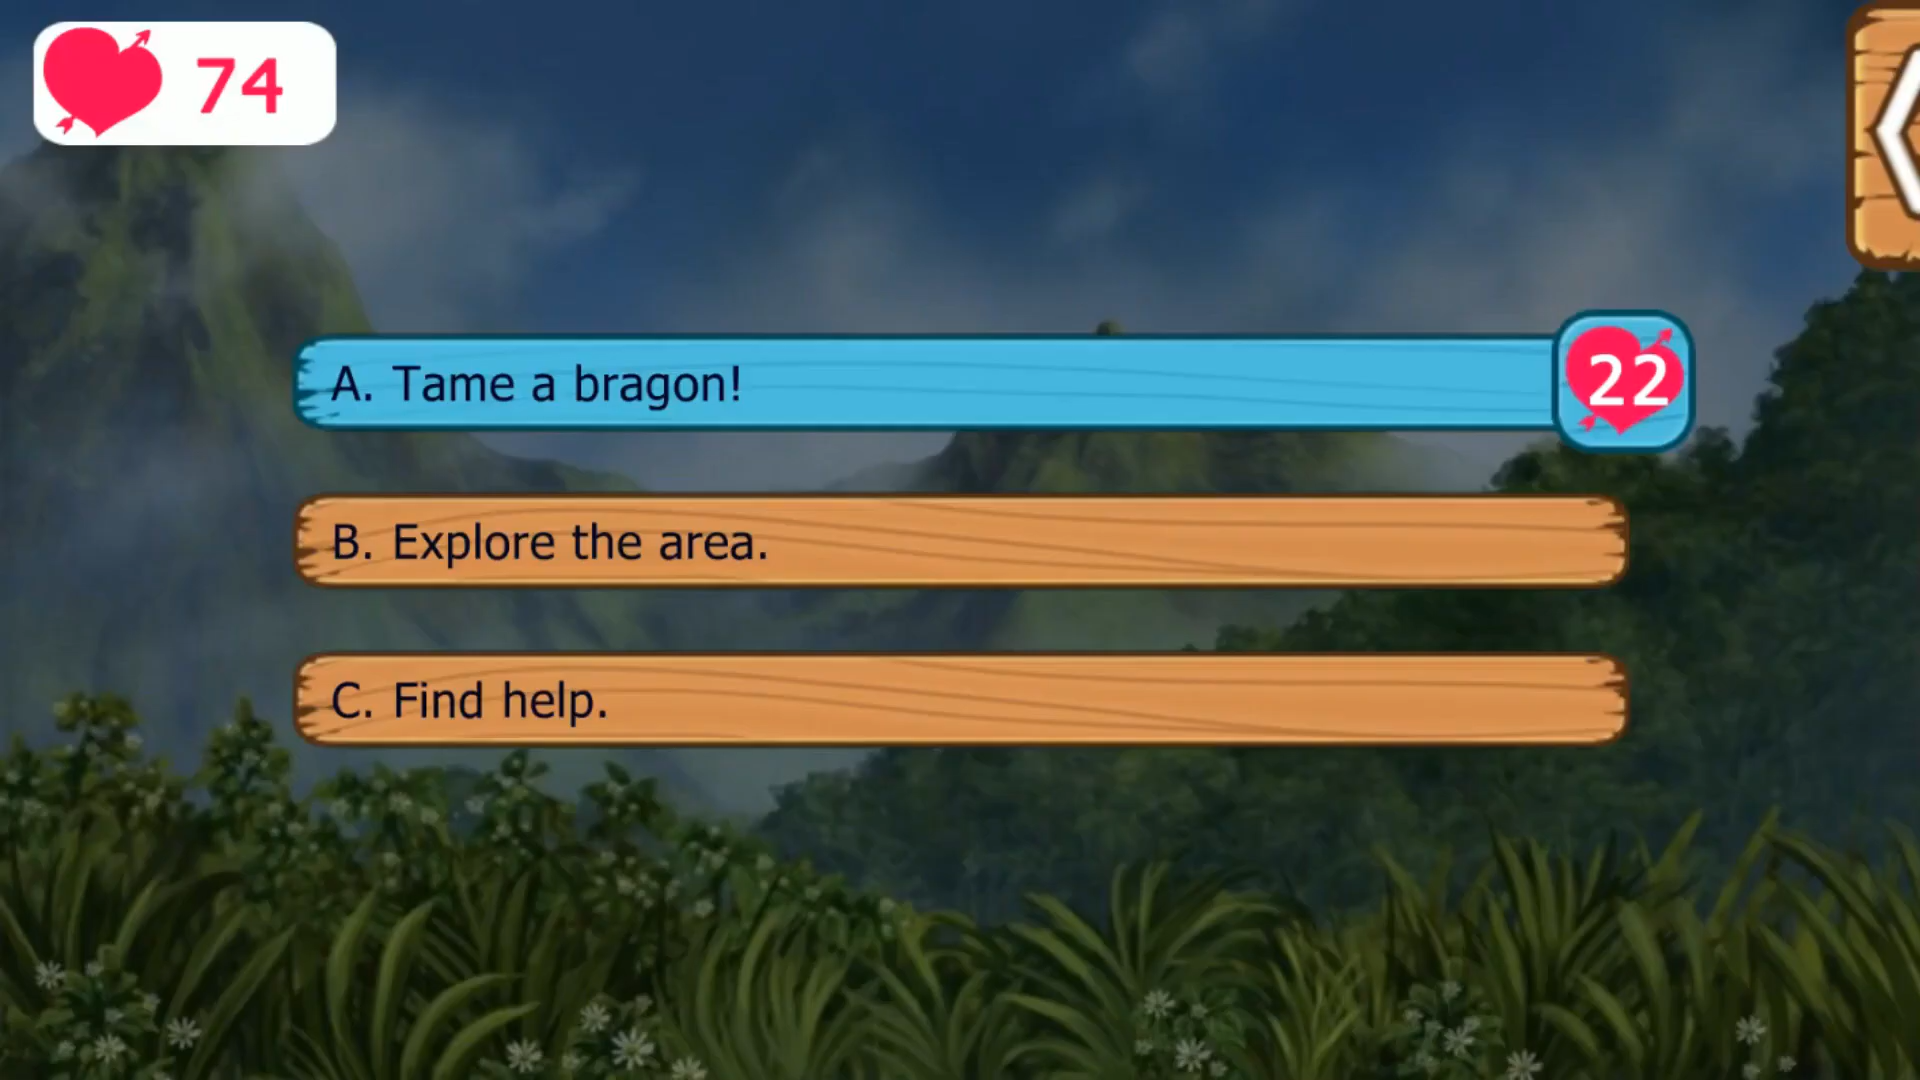 74
A. Tame a bragon!
22
B. Explore the area.
C. Find help.